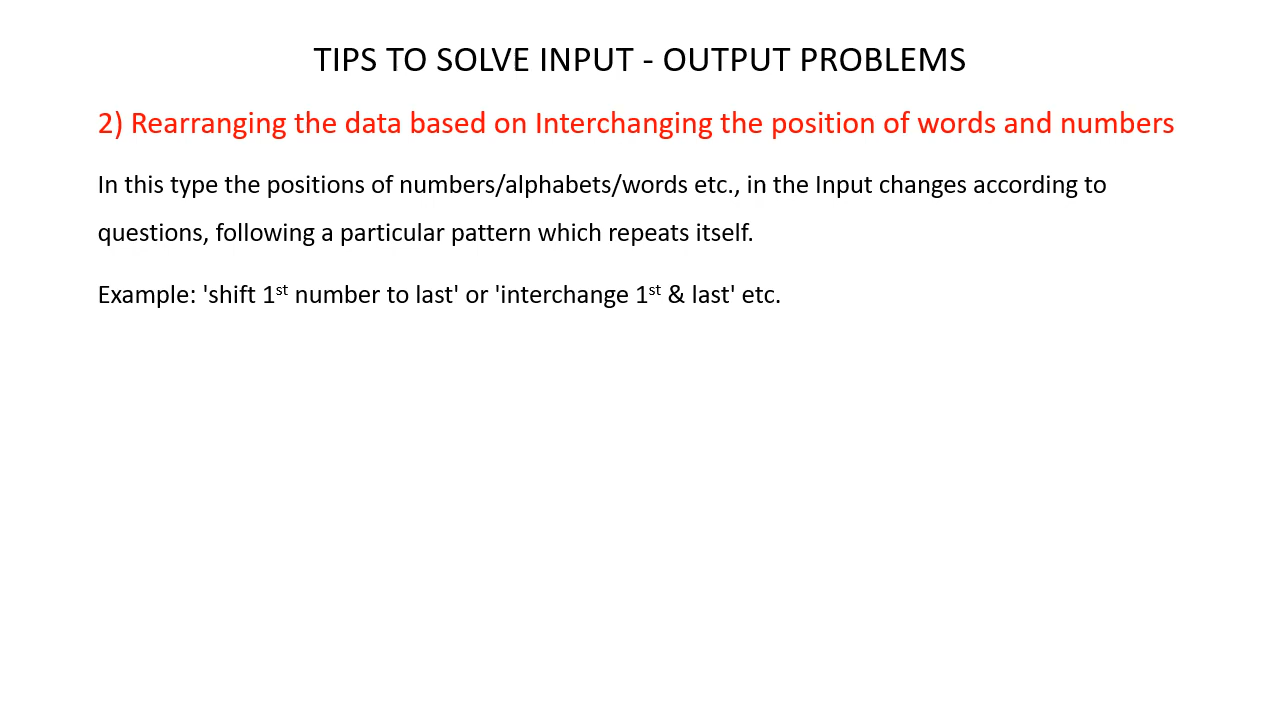 TIPS TO SOLVE INPUT - OUTPUT PROBLEMS
2) Rearranging the data based on Interchanging the position of words and numbers
In this type the positions of numbers/alphabets/words etc., in the Input changes according to
questions, following a particular pattern which repeats itself.
Example: 'shift 1st number to last' or 'interchange 1st & last' etc.